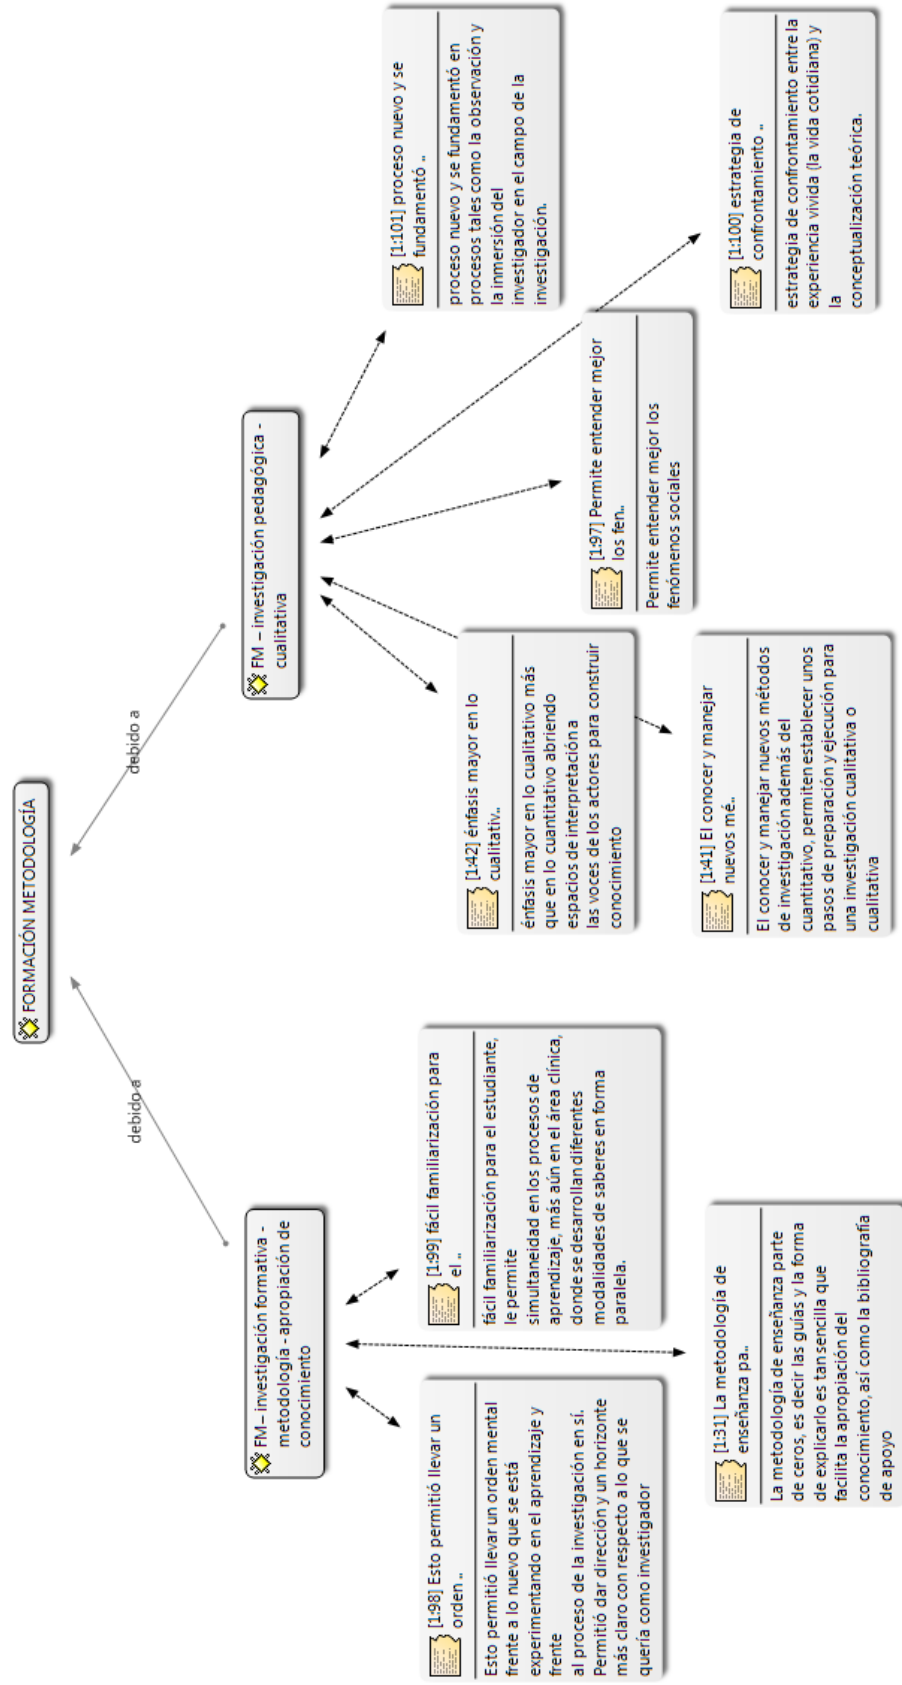 FORMACIÓN METODOLOGÍA
debido a
debido a
FM – investigación formativa -
metodología - apropiación de
conocimiento
FM – investigación pedagógica -
cualitativa
[1:98] Esto permitió llevar un
orden ..
Esto permitió llevar un orden mental
frente a lo nuevo que se está
experimentando en el aprendizaje y
frente
al proceso de la investigación en sí.
Permitió dar dirección y un horizonte
más claro con respecto a lo que se
quería como investigador
[1:99] fácil familiarización para
el ..
fácil familiarización para el estudiante,
le permite
simultaneidad en los procesos de
aprendizaje, más aún en el área clínica,
donde se desarrollan diferentes
modalidades de saberes en forma
paralela.
[1:31] La metodología de
enseñanza pa..
La metodología de enseñanza parte
de ceros, es decir las guías y la forma
de explicarlo es tan sencilla que
facilita la apropiación del
conocimiento, así como la bibliografía
de apoyo
[1:42] énfasis mayor en lo
cualitativ..
énfasis mayor en lo cualitativo más
que en lo cuantitativo abriendo
espacios de interpretación a
las voces de los actores para construir
conocimiento
[1:41] El conocer y manejar
nuevos mé..
El conocer y manejar nuevos métodos
de investigación además del
cuantitativo, permiten establecer unos
pasos de preparación y ejecución para
una investigación cualitativa o
cualitativa
[1:97] Permite entender mejor
los fen..
Permite entender mejor los
fenómenos sociales
[1:101] proceso nuevo y se
fundamentó ..
proceso nuevo y se fundamentó en
procesos tales como la observación y
la inmersión del
investigador en el campo de la
investigación.
[1:100] estrategia de
confrontamiento ..
estrategia de confrontamiento entre la
experiencia vivida (la vida cotidiana) y
la
conceptualización teórica.